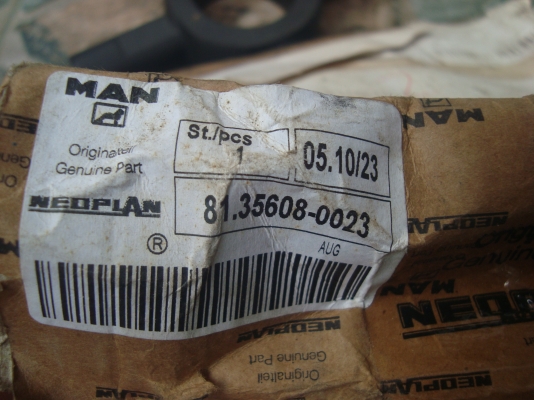 MAN
Originalteil
Genuine Part
NEOPLAN
St./pcs
1
05.10/23
81.35608-0023
AUG
®
NEOPLAN
NEOPLAN
Originalteil
Genuine Part
NEOPLAN